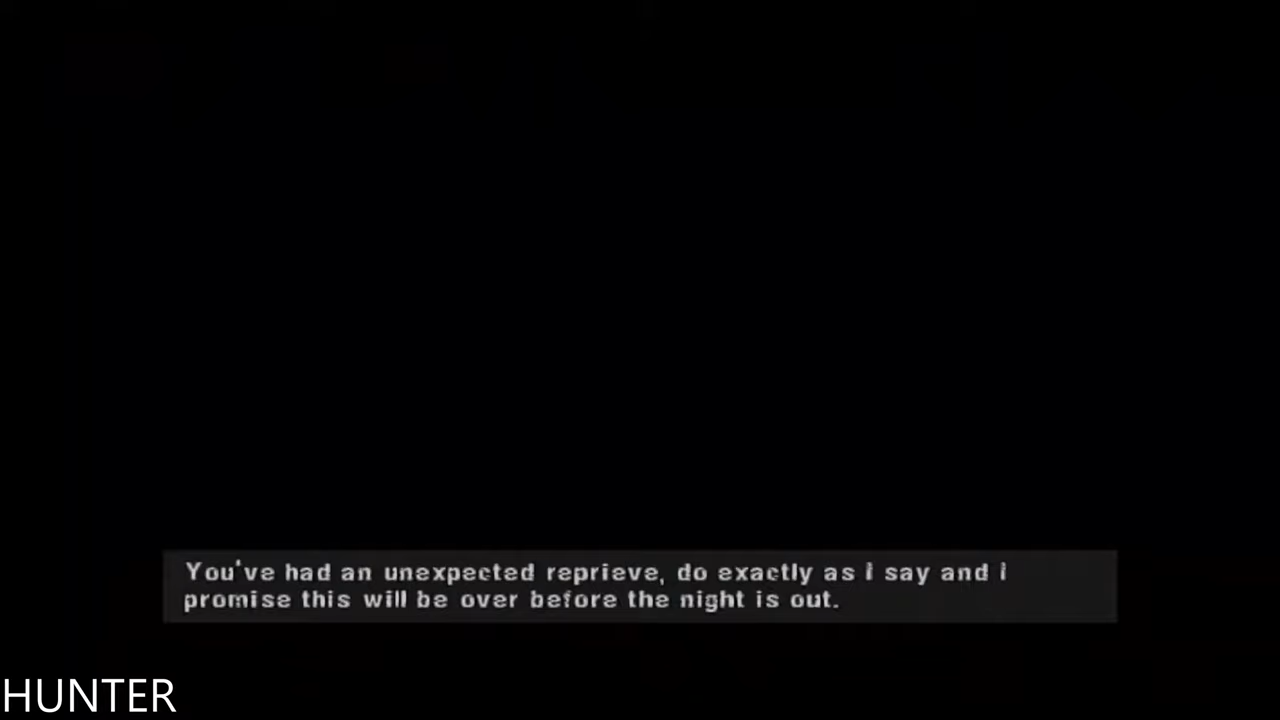 You've had an unexpected reprieve, do exactly as I say and I
promise this will be over before the night is out.
HUNTER